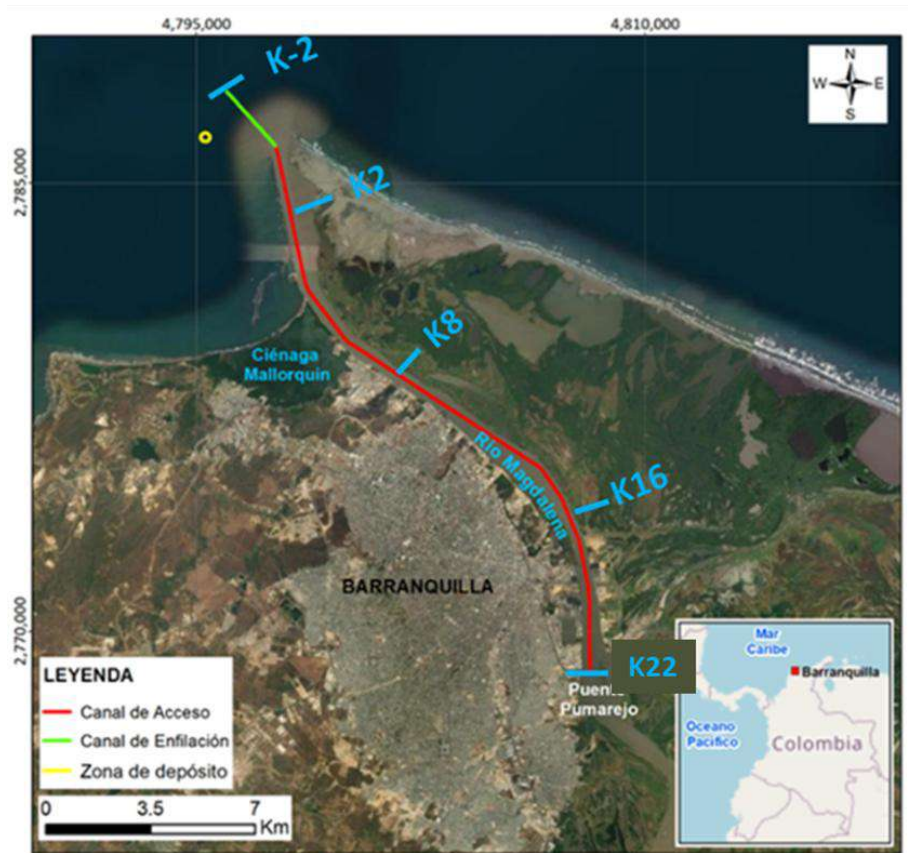 4,795,000
4,810,000
K-2
N
W E
S
2,785,000
K2
K8
Ciénaga
Mallorquin
Río Magdalena
K16
BARRANQUILLA
2,770,000
K22
Puente
Pumarejo
LEYENDA
Canal de Acceso
Canal de Enfilación
Zona de depósito
0 3.5 7
Km
Mar
Caribe
Barranquilla
Oceano
Pacífico
Colombia